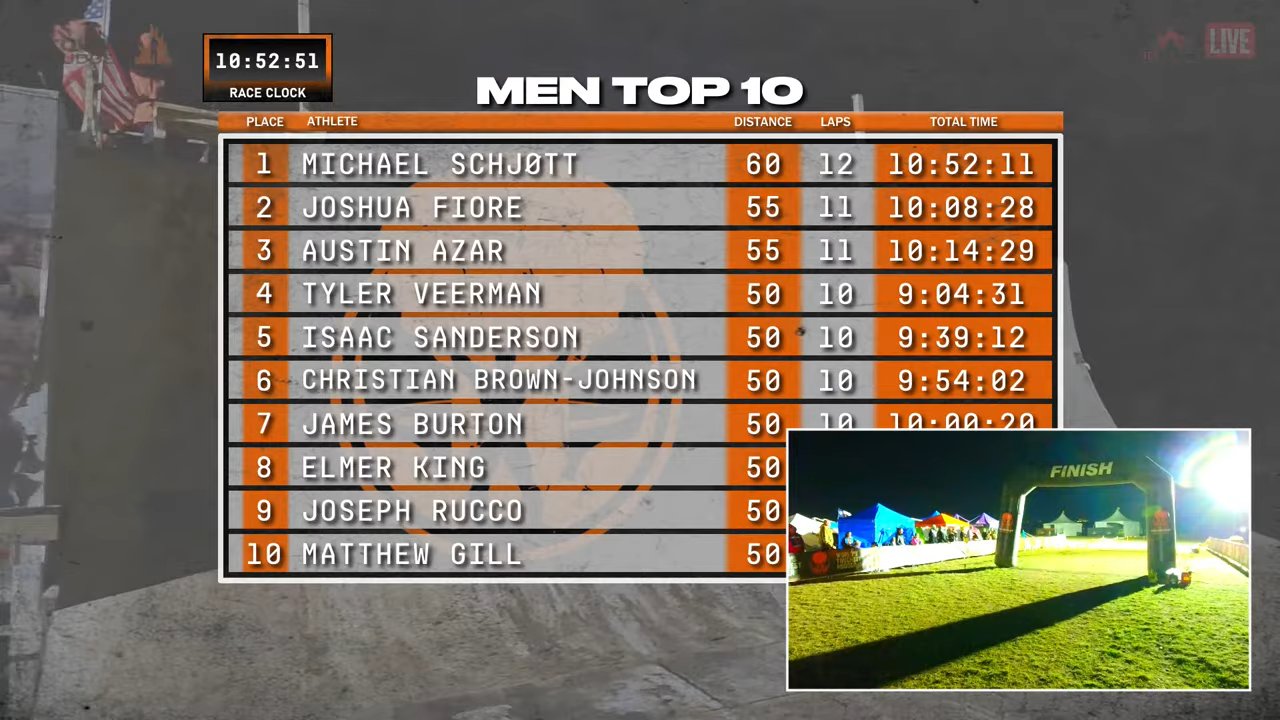 10:52:51
RACE CLOCK
LIVE
MEN TOP 10
PLACE ATHLETE DISTANCE LAPS TOTAL TIME
1 MICHAEL SCHJØTT 60 12 10:52:11
2 JOSHUA FIORE 55 11 10:08:28
3 AUSTIN AZAR 55 11 10:14:29
4 TYLER VEERMAN 50 10 9:04:31
5 ISAAC SANDERSON 50 10 9:39:12
6 CHRISTIAN BROWN-JOHNSON 50 10 9:54:02
7 JAMES BURTON 50 10 10:00:20
8 ELMER KING 50
9 JOSEPH RUCCO 50
10 MATTHEW GILL 50
FINISH